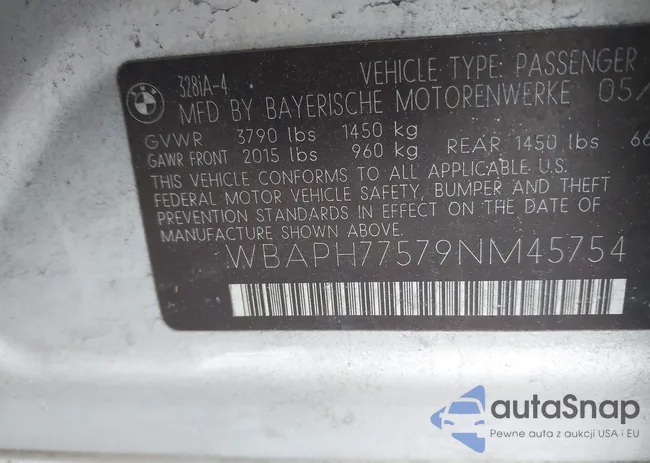 328iA-4
VEHICLE TYPE: PASSENGER
MFD BY BAYERISCHE MOTORENWERKE 05/
GVWR 3790 lbs 1450 kg
GAWR FRONT 2015 lbs 960 kg REAR 1450 lbs 66
THIS VEHICLE CONFORMS TO ALL APPLICABLE U.S.
FEDERAL MOTOR VEHICLE SAFETY, BUMPER AND THEFT
PREVENTION STANDARDS IN EFFECT ON THE DATE OF
MANUFACTURE SHOWN ABOVE.
WBAPH77579NM45754
autaSnap
Pewne auta z aukcji USA i EU